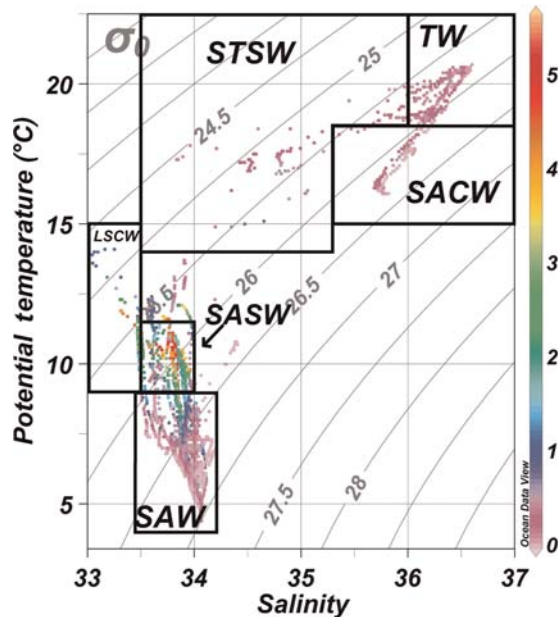 σ0
STSW
TW
25
24.5
SACW
LSCW
26
26.5
27
SASW
27.5
28
SAW
20
15
10
5
Potential temperature (°C)
33
34
35
36
37
Salinity
5
4
3
2
1
0
Ocean Data View